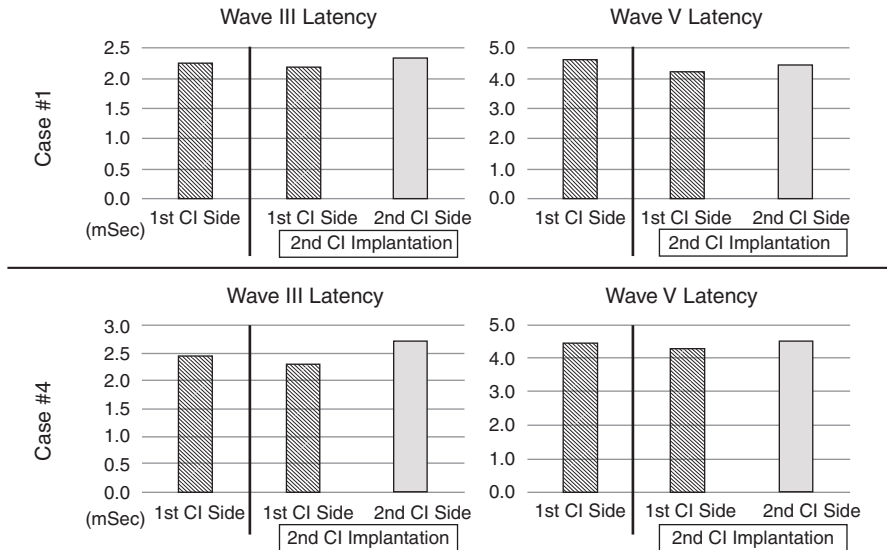 Wave III Latency
Case #1
2.5
2.0
1.5
1.0
0.5
0.0
(mSec)
1st CI Side
1st CI Side
2nd CI Side
2nd CI Implantation
Wave V Latency
5.0
4.0
4.0
3.0
2.0
1.0
0.0
1st CI Side
1st CI Side
2nd CI Side
2nd CI Implantation
Wave III Latency
Case #4
3.0
2.5
2.0
1.5
1.0
0.5
0.0
(mSec)
1st CI Side
1st CI Side
2nd CI Side
2nd CI Implantation
Wave V Latency
5.0
4.0
3.0
2.0
1.0
0.0
1st CI Side
1st CI Side
2nd CI Side
2nd CI Implantation